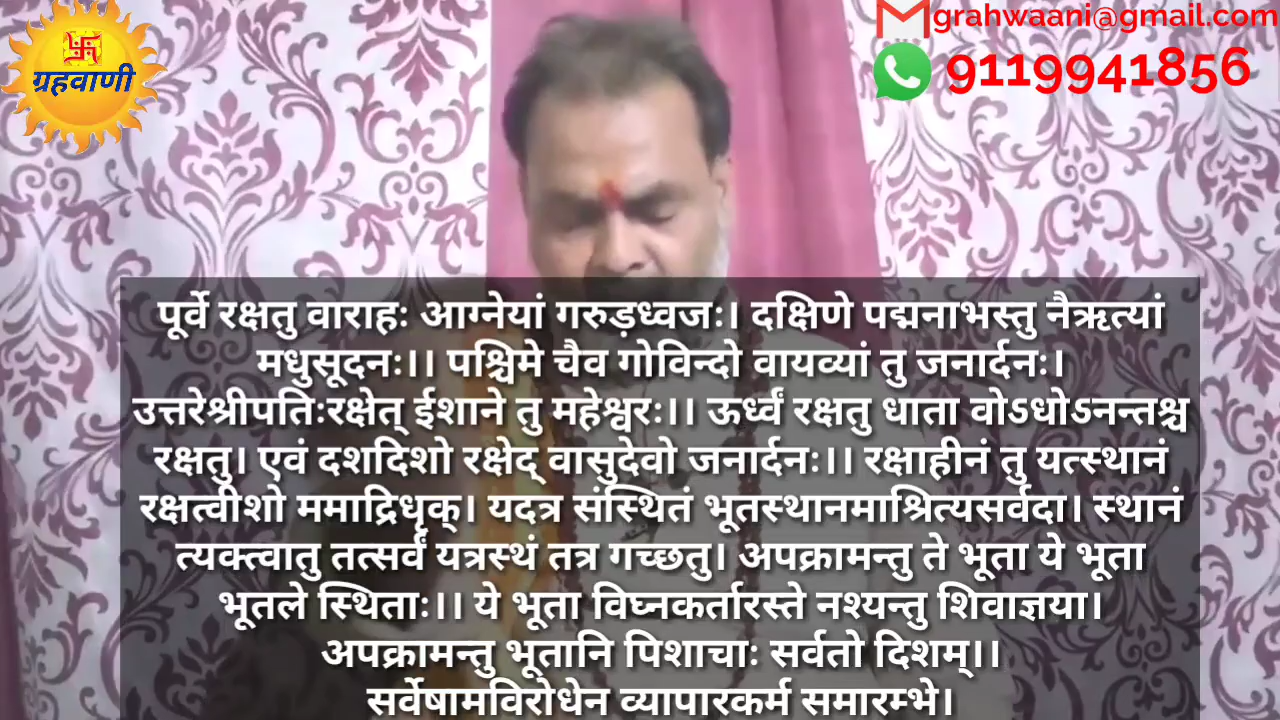 ग्रहवाणी
grahwaani@gmail.com
9119941856
पूर्वे रक्षतु वाराहः आग्नेयां गरुड़ध्वजः। दक्षिणे पद्मनाभस्तु नैऋत्यां
मधुसूदनः।। पश्चिमे चैव गोविन्दो वायव्यां तु जनार्दनः।
उत्तरेश्रीपतिःरक्षेत् ईशाने तु महेश्वरः।। ऊर्ध्वं रक्षतु धाता वोऽधोऽनन्तश्च
रक्षतु। एवं दशदिशो रक्षेद् वासुदेवो जनार्दनः।। रक्षाहीनं तु यत्स्थानं
रक्षत्वीशो ममाद्रिधृक्। यदत्र संस्थितं भूतस्थानमाश्रित्यसर्वदा। स्थानं
त्यक्त्वातु तत्सर्वं यत्रस्थं तत्र गच्छतु। अपक्रामन्तु ते भूता ये भूता
भूतले स्थिताः।। ये भूता विघ्नकर्तारस्ते नश्यन्तु शिवाज्ञया।
अपक्रामन्तु भूतानि पिशाचाः सर्वतो दिशम्।।
सर्वेषामविरोधेन व्यापारकर्म समारम्भे।